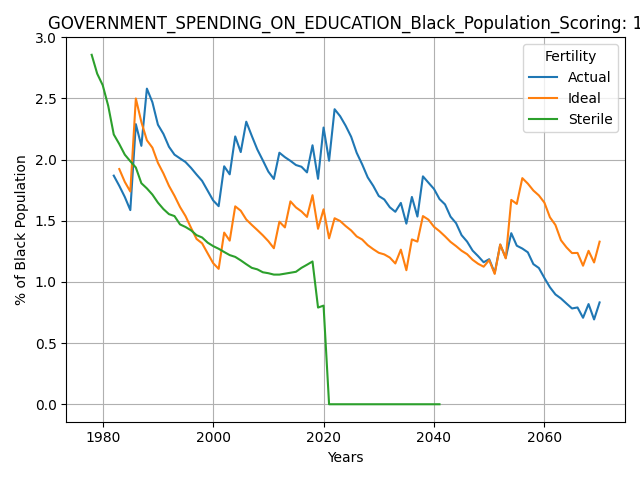 GOVERNMENT_SPENDING_ON_EDUCATION_Black_Population_Scoring: 1
3.0
2.5
2.0
1.5
1.0
0.5
0.0
% of Black Population
Fertility
Actual
Ideal
Sterile
1980 2000 2020 2040 2060
Years